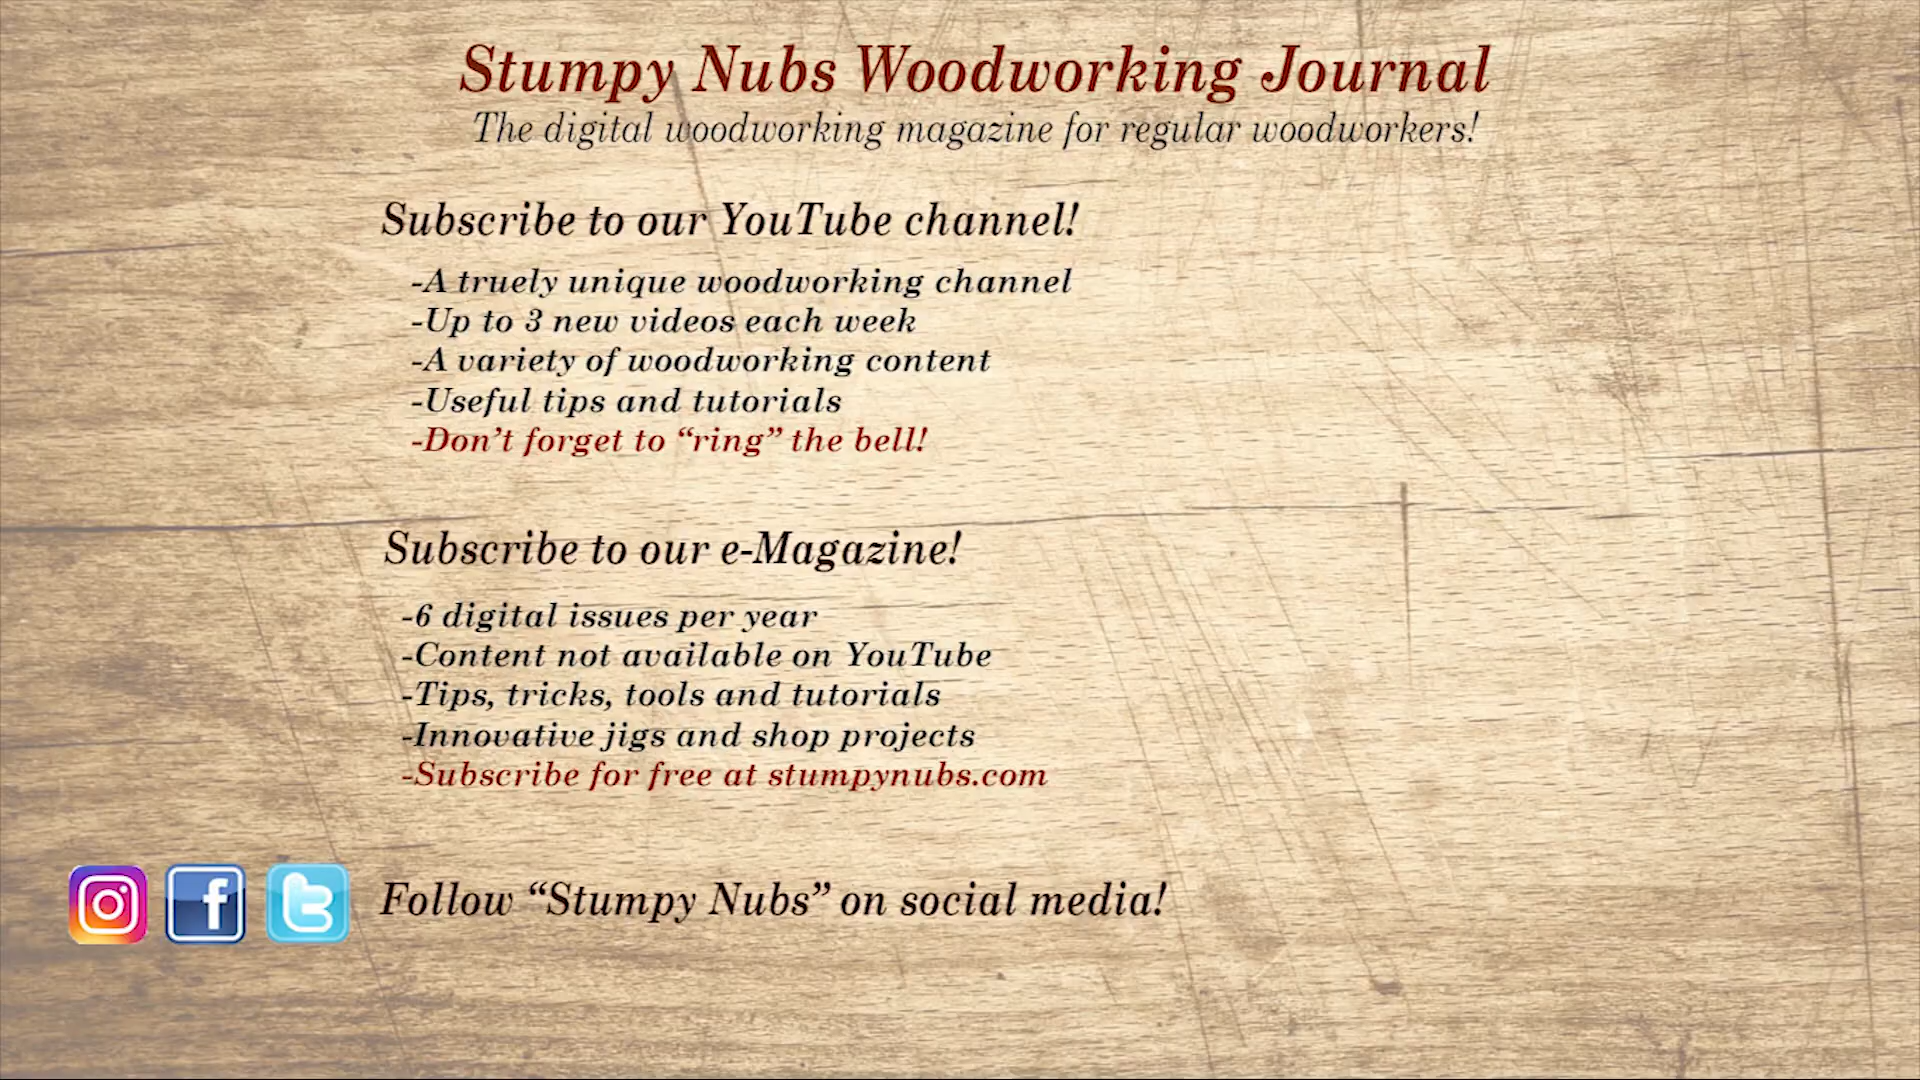 Stumpy Nubs Woodworking Journal
The digital woodworking magazine for regular woodworkers!
Subscribe to our YouTube channel!
-A truely unique woodworking channel
-Up to 3 new videos each week
-A variety of woodworking content
-Useful tips and tutorials
-Don’t forget to “ring” the bell!
Subscribe to our e-Magazine!
-6 digital issues per year
-Content not available on YouTube
-Tips, tricks, tools and tutorials
-Innovative jigs and shop projects
-Subscribe for free at stumpynubs.com
Follow “Stumpy Nubs” on social media!